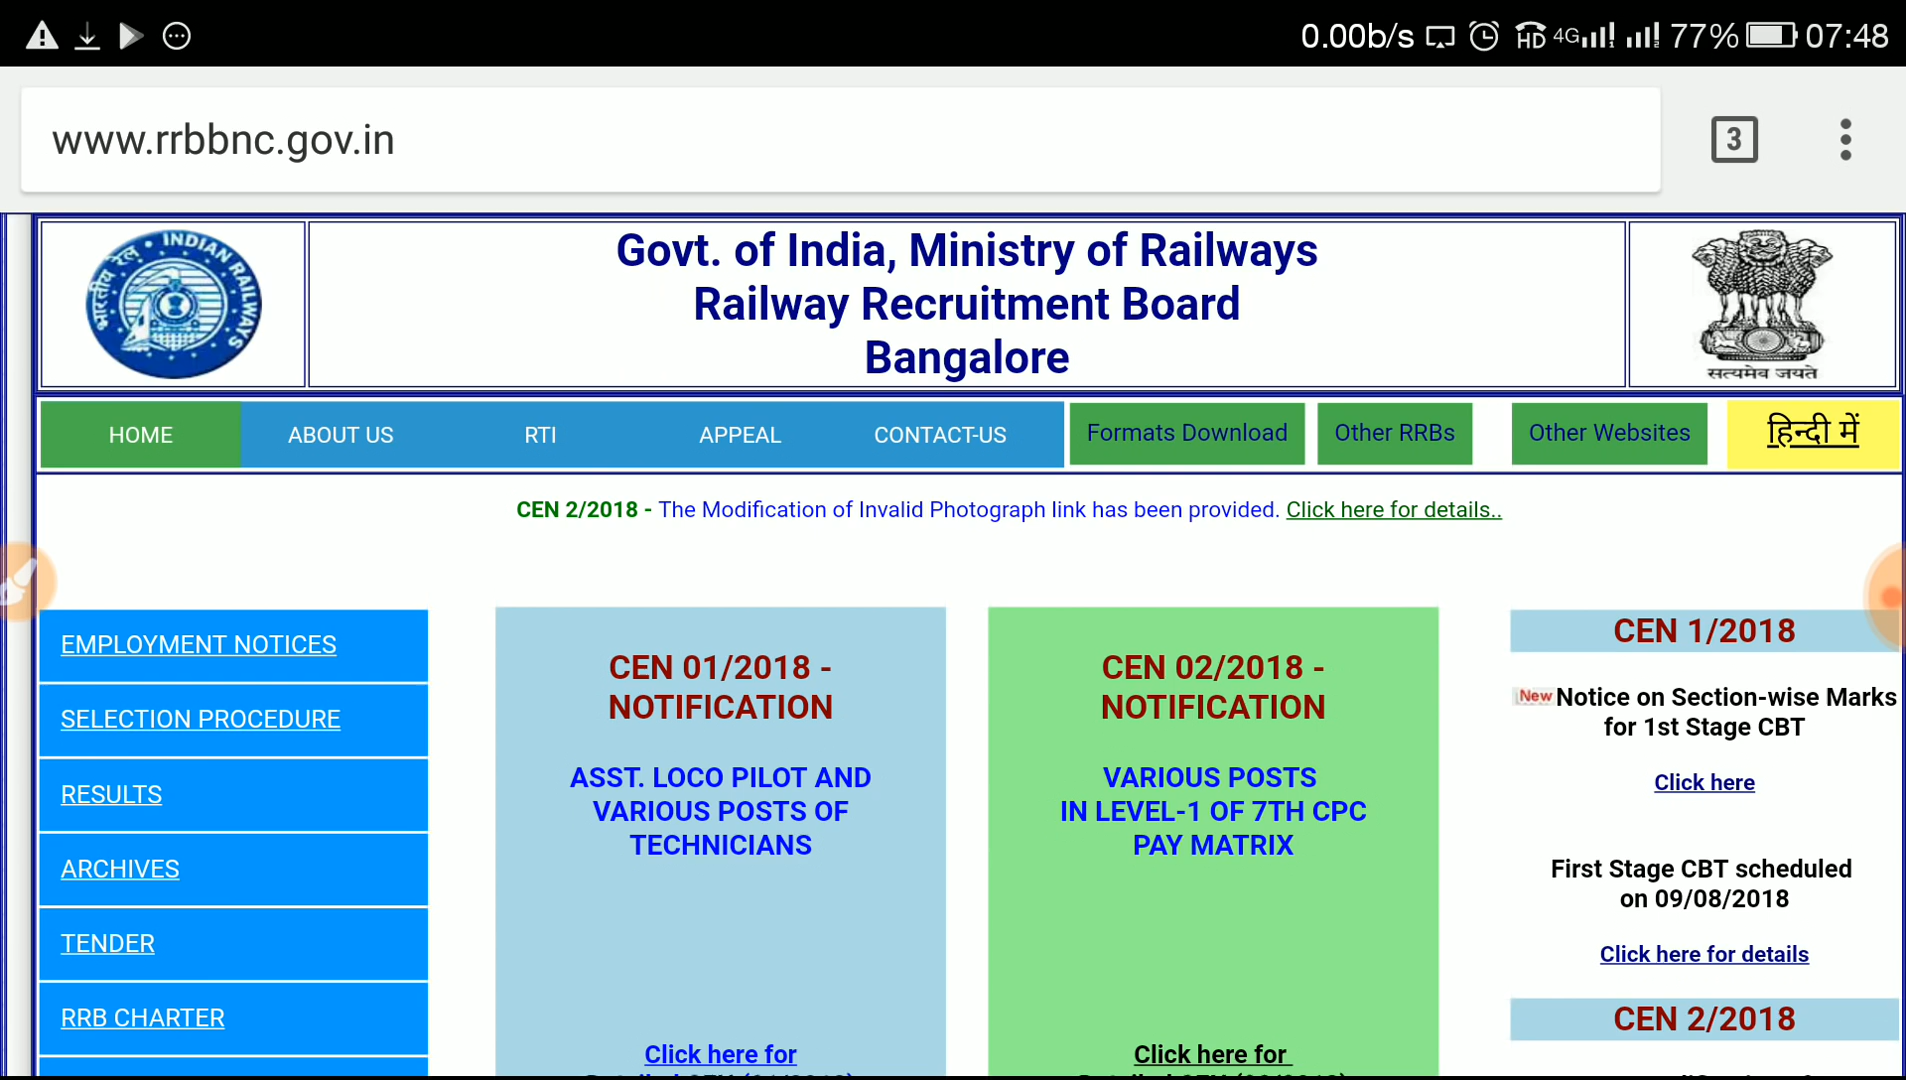 0.00b/s HD 4G 77% 07:48
www.rrbbnc.gov.in
3
भारतीय रेल INDIAN RAILWAYS
Govt. of India, Ministry of Railways
Railway Recruitment Board
Bangalore
सत्यमेव जयते
HOME ABOUT US RTI APPEAL CONTACT-US Formats Download Other RRBs Other Websites हिन्दी में
CEN 2/2018 - The Modification of Invalid Photograph link has been provided. Click here for details..
EMPLOYMENT NOTICES
SELECTION PROCEDURE
RESULTS
ARCHIVES
TENDER
RRB CHARTER
CEN 01/2018 -
NOTIFICATION
ASST. LOCO PILOT AND
VARIOUS POSTS OF
TECHNICIANS
Click here for
CEN 02/2018 -
NOTIFICATION
VARIOUS POSTS
IN LEVEL-1 OF 7TH CPC
PAY MATRIX
Click here for
CEN 1/2018
New Notice on Section-wise Marks
for 1st Stage CBT
Click here
First Stage CBT scheduled
on 09/08/2018
Click here for details
CEN 2/2018